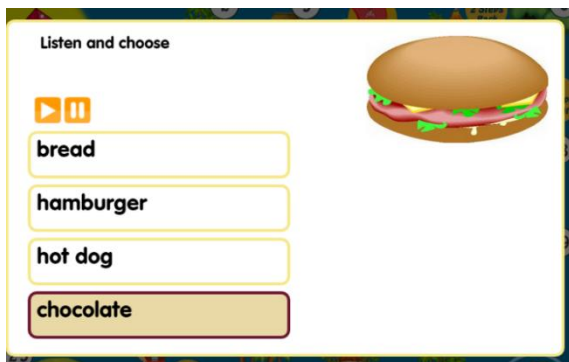 Listen and choose
bread
hamburger
hot dog
chocolate